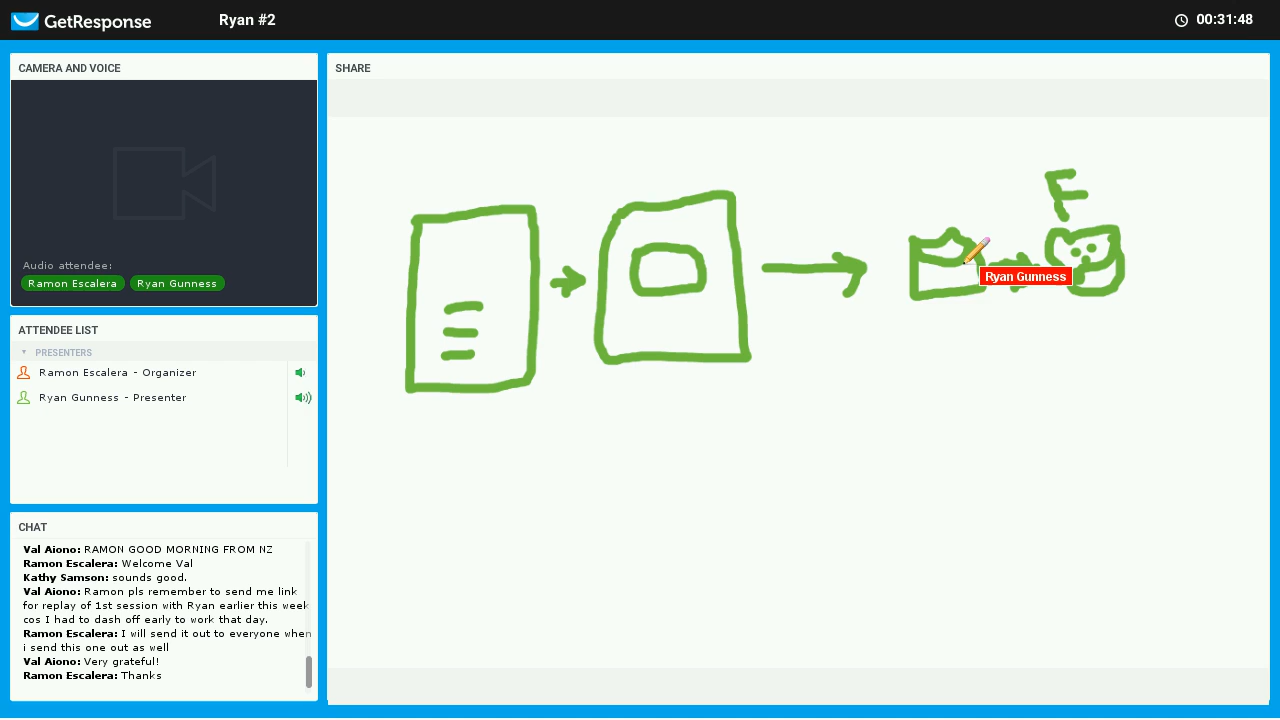 GetResponse
Ryan #2
00:31:48
CAMERA AND VOICE
Audio attendee:
Ramon Escalera
Ryan Gunness
ATTENDEE LIST
PRESENTERS
Ramon Escalera - Organizer
Ryan Gunness - Presenter
CHAT
Val Aiono: RAMON GOOD MORNING FROM NZ
Ramon Escalera: Welcome Val
Kathy Samson: sounds good.
Val Aiono: Ramon pls remember to send me link
for replay of 1st session with Ryan earlier this week
cos I had to dash off early to work that day.
Ramon Escalera: I will send it out to everyone when
i send this one out as well
Val Aiono: Very grateful!
Ramon Escalera: Thanks
SHARE
F
Ryan Gunness